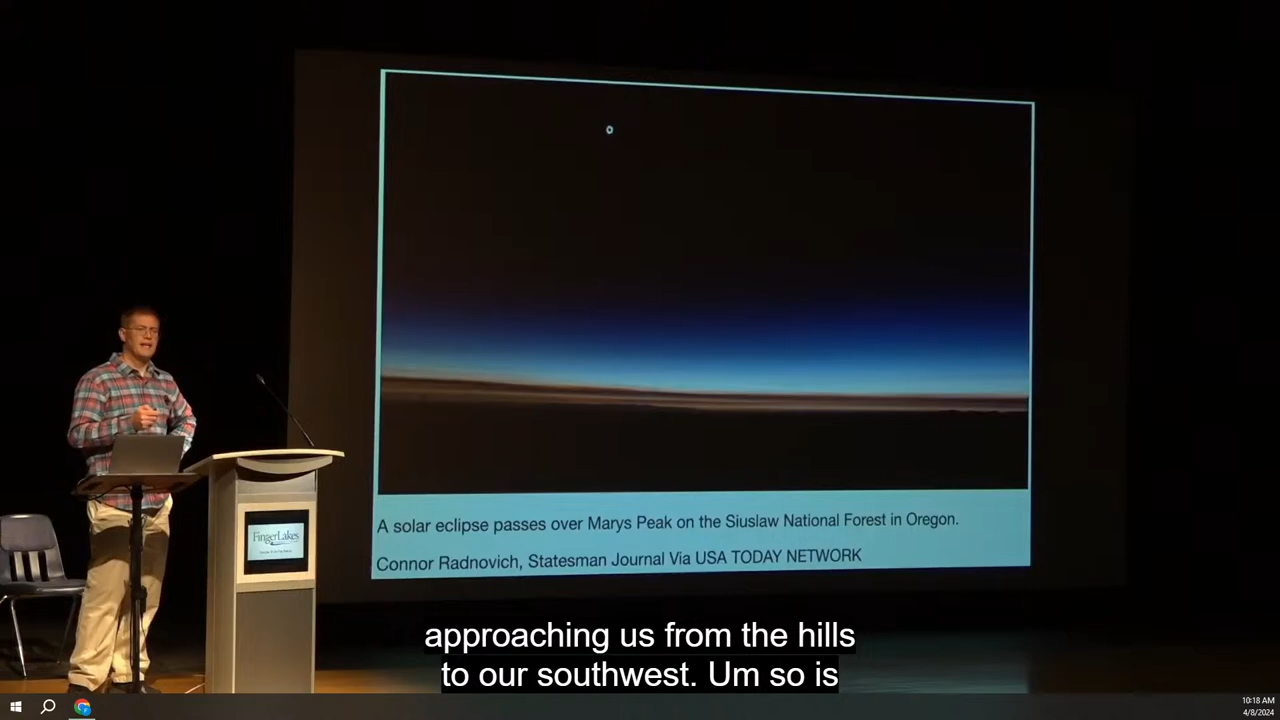 A solar eclipse passes over Marys Peak on the Siuslaw National Forest in Oregon.
Connor Radnovich, Statesman Journal Via USA TODAY NETWORK
FingerLakes
approaching us from the hills
to our southwest. Um so is
10:18 AM
4/8/2024